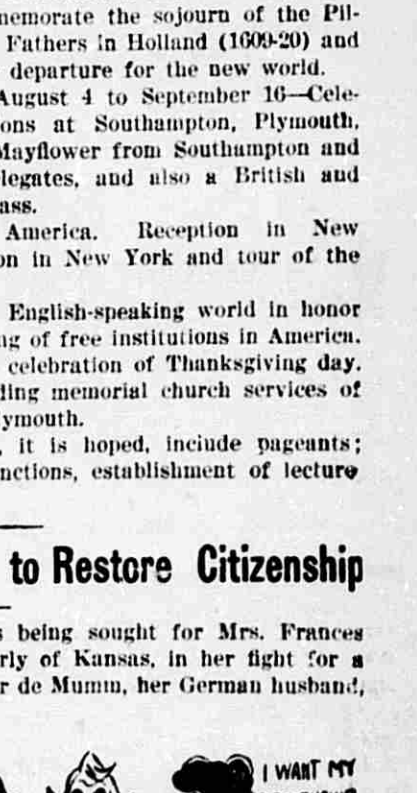 nemorate the sojourn of the Pil-
Fathers in Holland (1609-20) and
departure for the new world.
August 4 to September 16—Cele-
ons at Southampton, Plymouth,
Mayflower from Southampton and
legates, and also a British and
ass.
America. Reception in New
on in New York and tour of the
English-speaking world in honor
ng of free institutions in America.
celebration of Thanksgiving day.
ding memorial church services of
ymouth.
, it is hoped, include pageants;
nctions, establishment of lecture
to Restore Citizenship
s being sought for Mrs. Frances
rly of Kansas, in her fight for a
r de Mumm, her German husband,
I WANT MY